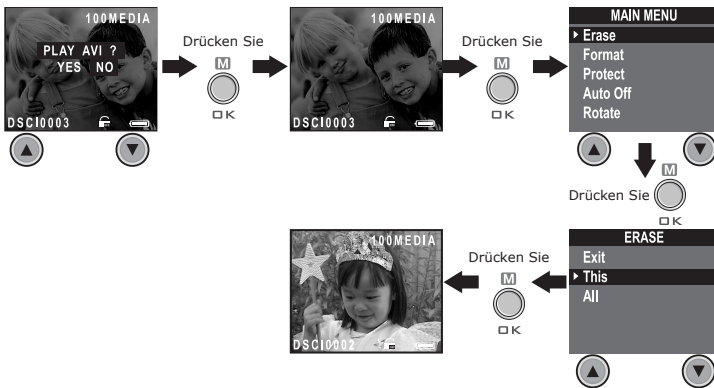 100MEDIA
PLAY AVI ?
YES NO
DSCI0003
Drücken Sie
M
OK
100MEDIA
DSCI0003
Drücken Sie
M
OK
MAIN MENU
Erase
Format
Protect
Auto Off
Rotate
Drücken Sie
M
OK
ERASE
Exit
This
All
Drücken Sie
M
OK
100MEDIA
DSCI0002